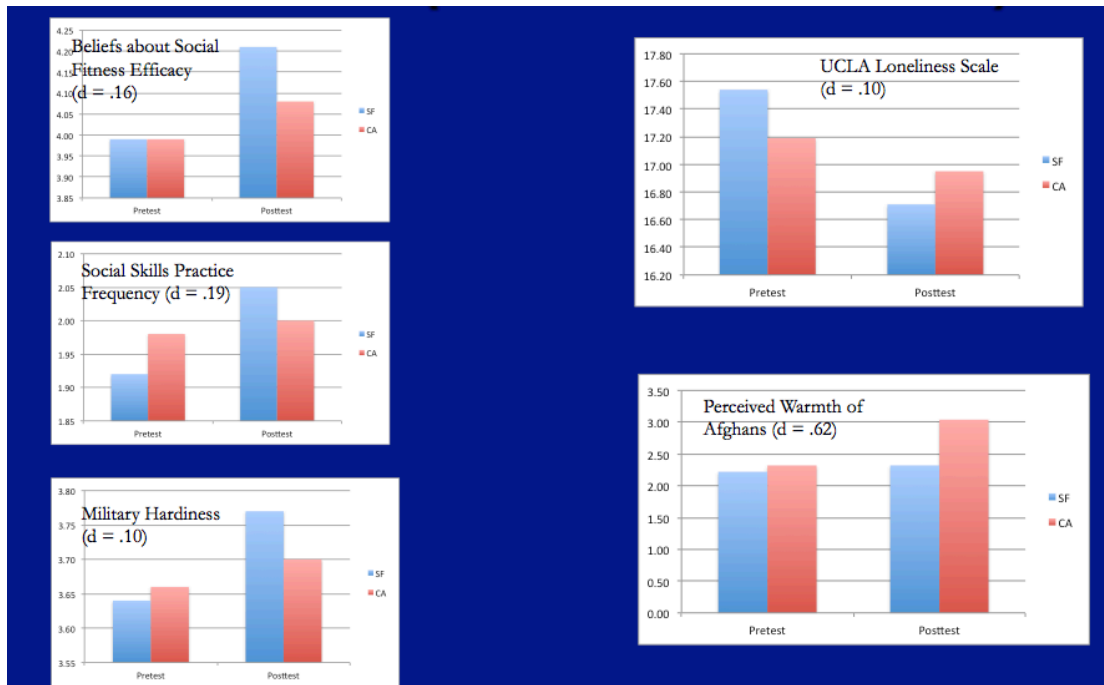 4.25
4.20
4.15
4.10
4.05
4.00
3.95
3.90
3.85
Beliefs about Social
Fitness Efficacy
(d = .16)
SF
CA
Pretest
Posttest
2.10
2.05
2.00
1.95
1.90
1.85
Social Skills Practice
Frequency (d = .19)
SF
CA
Pretest
Posttest
3.80
3.75
3.70
3.65
3.60
3.55
Military Hardiness
(d = .10)
SF
CA
Pretest
Posttest
17.80
17.60
17.40
17.20
17.00
16.80
16.60
16.40
16.20
UCLA Loneliness Scale
(d = .10)
SF
CA
Pretest
Posttest
3.50
3.00
2.50
2.00
1.50
1.00
0.50
0.00
Perceived Warmth of
Afghans (d = .62)
SF
CA
Pretest
Posttest